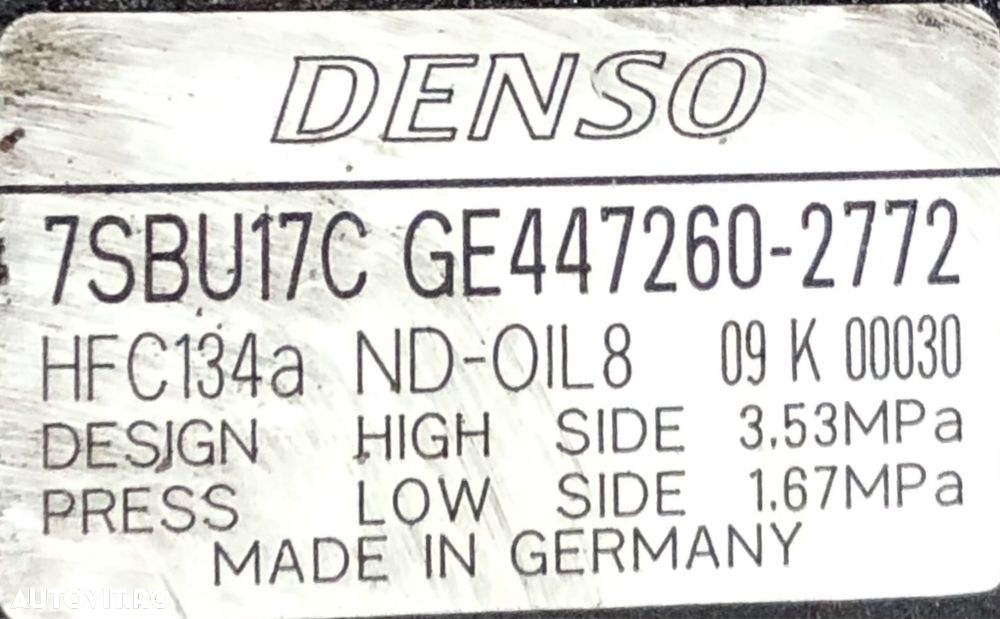 DENSO
7SBU17C GE447260-2772
HFC134a ND-OIL8 09 K 00030
DESIGN HIGH SIDE 3.53MPa
PRESS LOW SIDE 1.67MPa
MADE IN GERMANY
AUTOVIT.RO